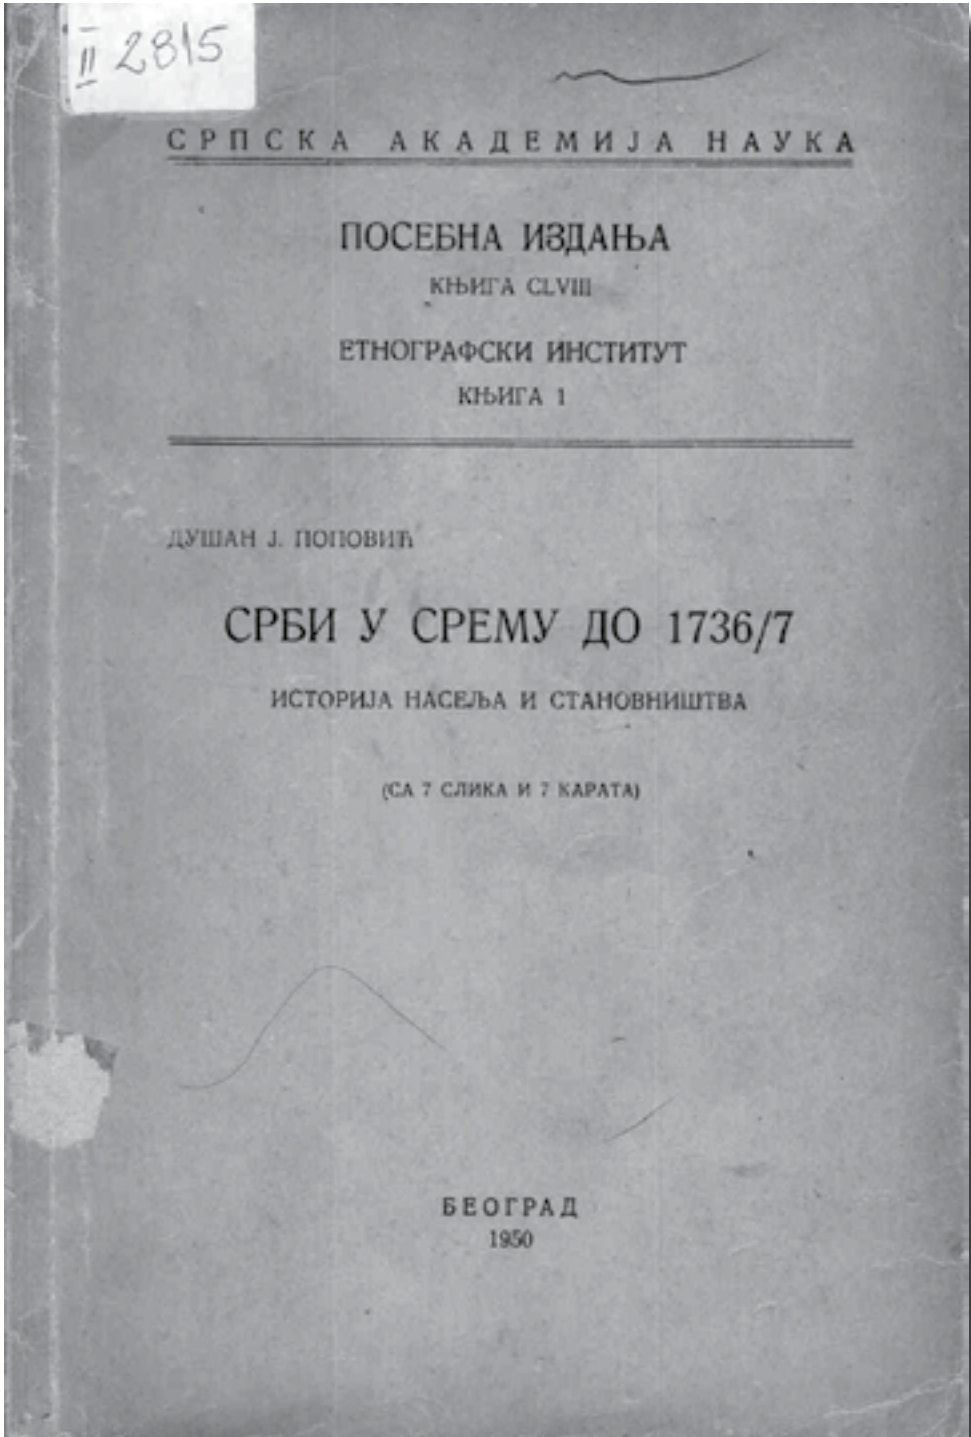 II 2815
СРПСКА АКАДЕМИЈА НАУКА
ПОСЕБНА ИЗДАЊА
КЊИГА CLVIII
ЕТНОГРАФСКИ ИНСТИТУТ
КЊИГА 1
ДУШАН Ј. ПОПОВИЋ
СРБИ У СРЕМУ ДО 1736/7
ИСТОРИЈА НАСЕЉА И СТАНОВНИШТВА
(СА 7 СЛИКА И 7 КАРАТА)
БЕОГРАД
1950